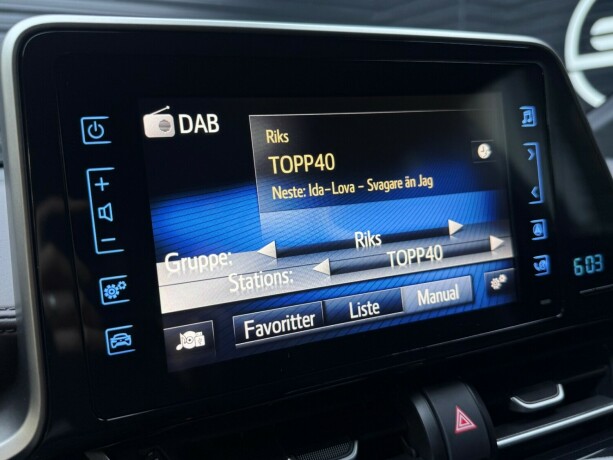 DAB
Riks
TOPP40
Neste: Ida-Lova - Svagare än Jag
Gruppe: Riks
Stations: TOPP40
Favoritter Liste Manual
6:03